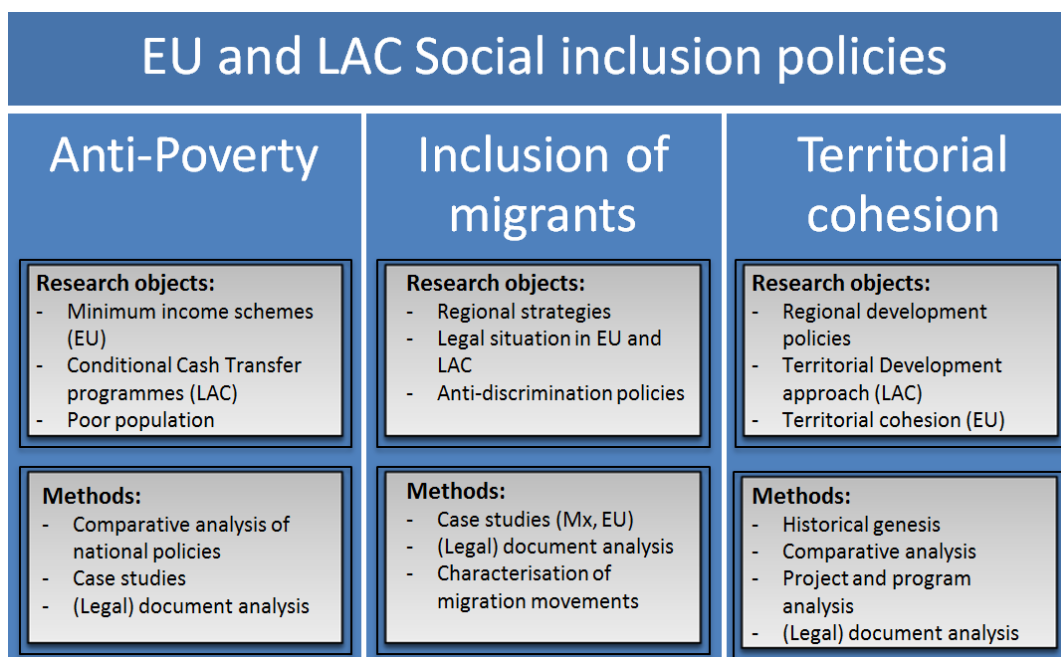 EU and LAC Social inclusion policies
Anti-Poverty
Research objects:
- Minimum income schemes
(EU)
- Conditional Cash Transfer
programmes (LAC)
- Poor population
Methods:
- Comparative analysis of
national policies
- Case studies
- (Legal) document analysis
Inclusion of
migrants
Research objects:
- Regional strategies
- Legal situation in EU and
LAC
- Anti-discrimination policies
Methods:
- Case studies (Mx, EU)
- (Legal) document analysis
- Characterisation of
migration movements
Territorial
cohesion
Research objects:
- Regional development
policies
- Territorial Development
approach (LAC)
- Territorial cohesion (EU)
Methods:
- Historical genesis
- Comparative analysis
- Project and program
analysis
- (Legal) document analysis